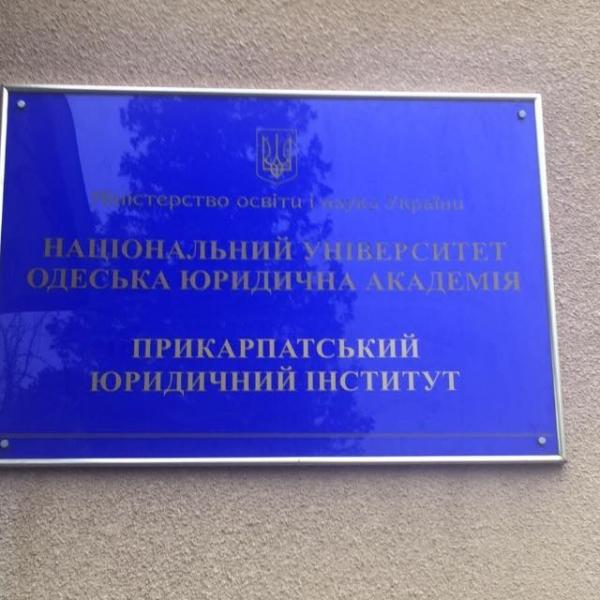 Міністерство освіти і науки України
НАЦІОНАЛЬНИЙ УНІВЕРСИТЕТ
ОДЕСЬКА ЮРИДИЧНА АКАДЕМІЯ
ПРИКАРПАТСЬКИЙ
ЮРИДИЧНИЙ ІНСТИТУТ